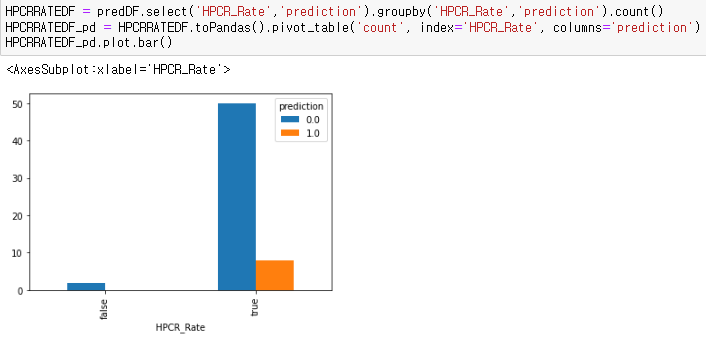 HPCRRATEDF = predDF.select('HPCR_Rate','prediction').groupby('HPCR_Rate','prediction').count()
HPCRRATEDF_pd = HPCRRATEDF.toPandas().pivot_table('count', index='HPCR_Rate', columns='prediction')
HPCRRATEDF_pd.plot.bar()
<AxesSubplot:xlabel='HPCR_Rate'>
prediction
0.0
1.0
50
40
30
20
10
0
false
true
HPCR_Rate